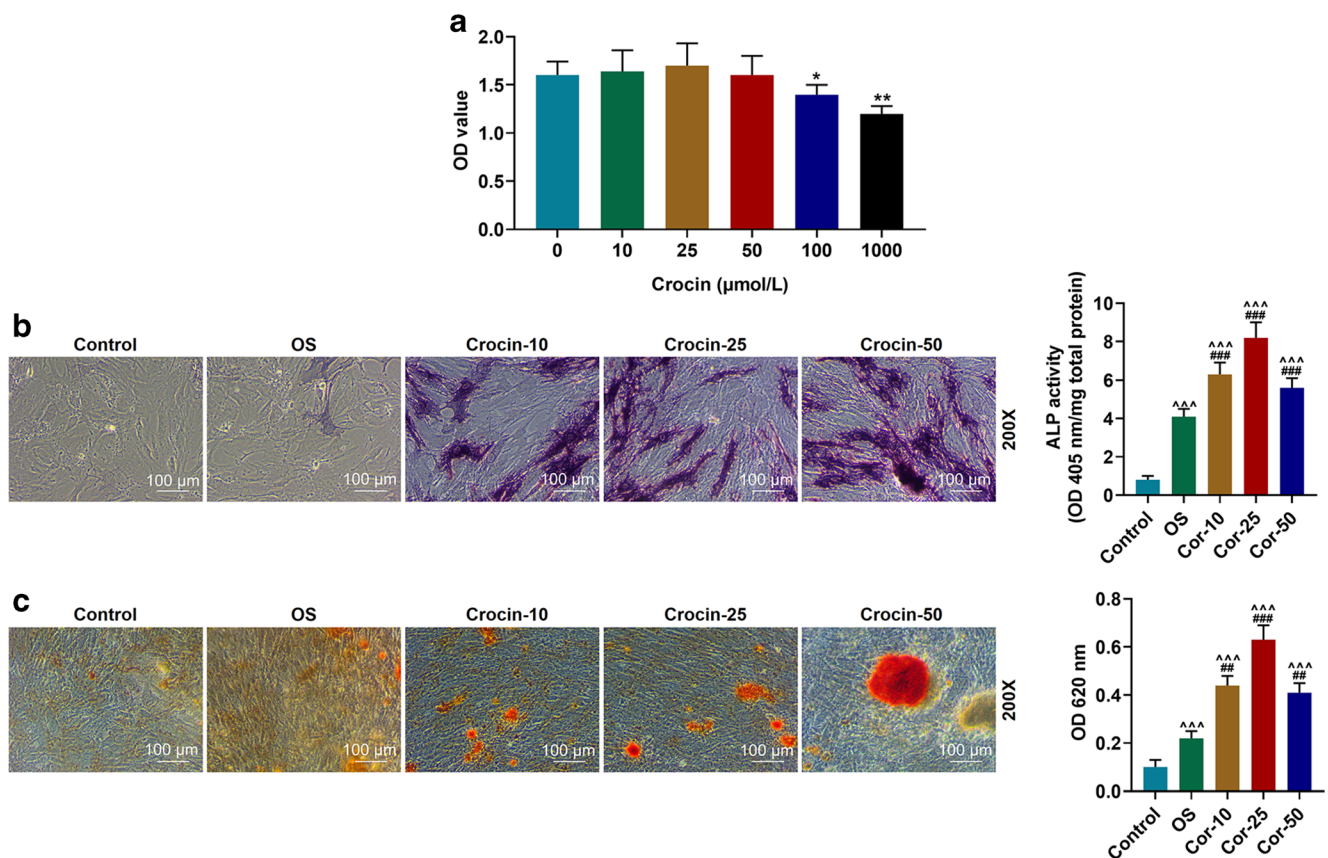 a
2.0
1.5
1.0
0.5
0.0
OD value
*
**
0 10 25 50 100 1000
Crocin (µmol/L)
b
Control OS Crocin-10 Crocin-25 Crocin-50
100 µm 100 µm 100 µm 100 µm 100 µm
200X
ALP activity
(OD 405 nm/mg total protein)
10
8
6
4
2
0
^^^
^^^
###
^^^
###
^^^
###
Control OS Cor-10 Cor-25 Cor-50
c
Control OS Crocin-10 Crocin-25 Crocin-50
100 µm 100 µm 100 µm 100 µm 100 µm
200X
OD 620 nm
0.8
0.6
0.4
0.2
0.0
^^^
^^^
##
^^^
###
^^^
##
Control OS Cor-10 Cor-25 Cor-50